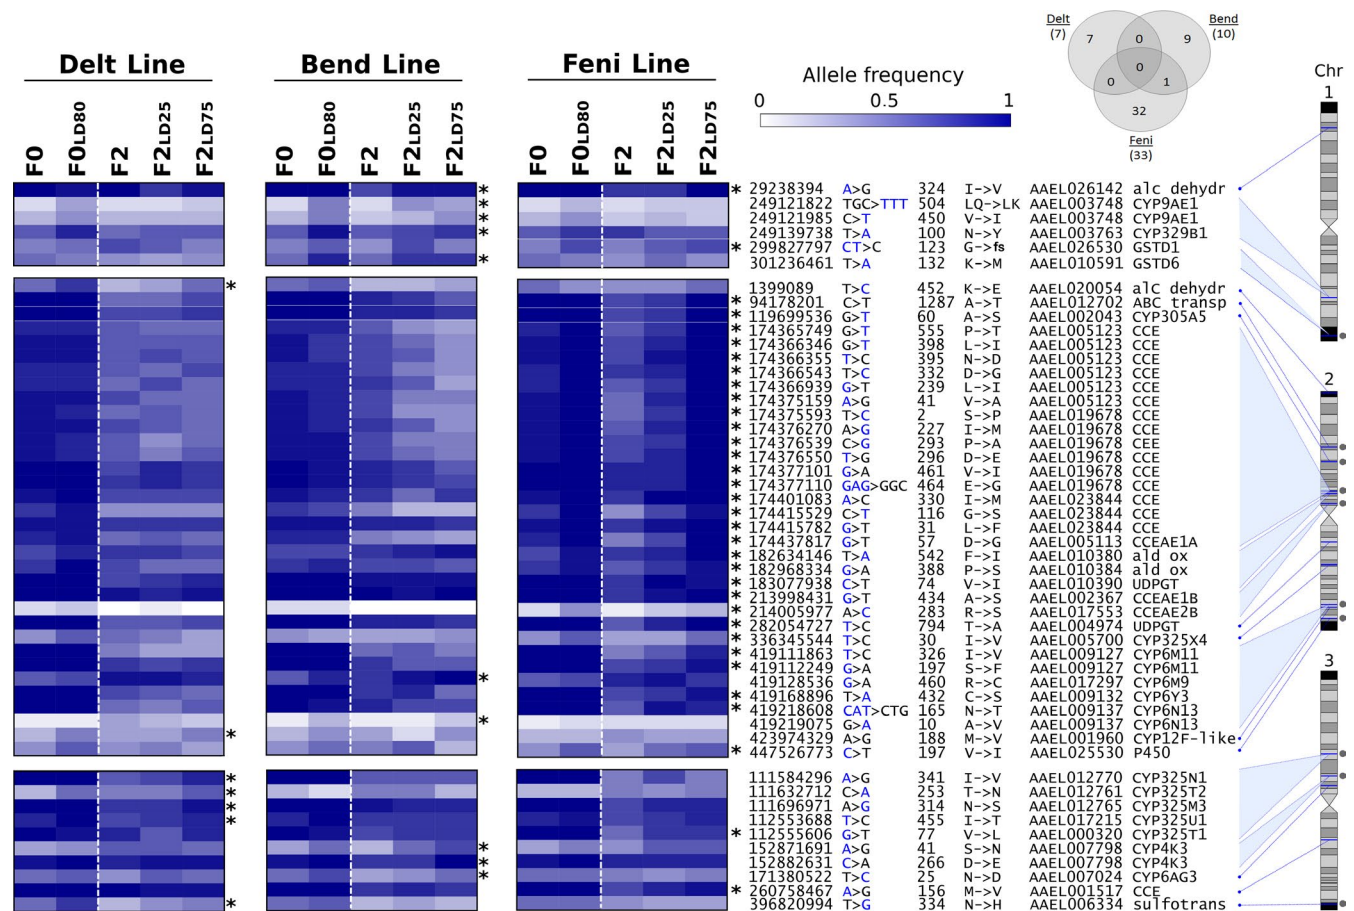 Delt Line
Bend Line
Feni Line
F0
F0LD80
F2
F2LD25
F2LD75
F0
F0LD80
F2
F2LD25
F2LD75
F0
F0LD80
F2
F2LD25
F2LD75
Allele frequency
0 0.5 1
Delt
(7)
Bend
(10)
7 0 9
0
0 1
32
Feni
(33)
Chr
1
2
3
* * 29238394 A>G 324 I->V AAEL026142 alc dehydr
* 249121822 TGC>TTT 504 LQ->LK AAEL003748 CYP9AE1
* 249121985 C>T 450 V->I AAEL003748 CYP9AE1
* 249139738 T>A 100 N->Y AAEL003763 CYP329B1
* 299827797 CT>C 123 G->fs AAEL026530 GSTD1
* 301236461 T>A 132 K->M AAEL010591 GSTD6
* 1399089 T>C 452 K->E AAEL020054 alc dehydr
* 94178201 C>T 1287 A->T AAEL012702 ABC transp
* 119699536 G>T 60 A->S AAEL002043 CYP305A5
* 174365749 G>T 555 P->T AAEL005123 CCE
* 174366346 G>T 398 L->I AAEL005123 CCE
* 174366355 T>C 395 N->D AAEL005123 CCE
* 174366543 T>C 332 D->G AAEL005123 CCE
* 174366939 G>T 239 L->I AAEL005123 CCE
* 174375159 A>G 41 V->A AAEL005123 CCE
* 174375593 T>C 2 S->P AAEL019678 CCE
* 174376270 A>G 227 I->M AAEL019678 CCE
* 174376539 C>G 293 P->A AAEL019678 CEE
* 174376550 T>G 296 D->E AAEL019678 CCE
* 174377101 G>A 461 V->I AAEL019678 CCE
* 174377110 GAG>GGC 464 E->G AAEL019678 CCE
* 174401083 A>C 330 I->M AAEL023844 CCE
* 174415529 C>T 116 G->S AAEL023844 CCE
* 174415782 G>T 31 L->F AAEL023844 CCE
* 174437817 G>T 57 D->G AAEL005113 CCEAE1A
* 182634146 T>A 542 F->I AAEL010380 ald ox
* 182968334 G>A 388 P->S AAEL010384 ald ox
* 183077938 C>T 74 V->I AAEL010390 UDPGT
* 213998431 G>T 434 A->S AAEL002367 CCEAE1B
* 214005977 A>C 283 R->S AAEL017553 CCEAE2B
* 282054727 T>C 794 T->A AAEL004974 UDPGT
* 336345544 T>C 30 I->V AAEL005700 CYP325X4
* 419111863 T>C 326 I->V AAEL009127 CYP6M11
* 419112249 G>A 197 S->F AAEL009127 CYP6M11
* 419128536 G>A 460 R->C AAEL017297 CYP6M9
* 419168896 T>A 432 C->S AAEL009132 CYP6Y3
* * 419218608 CAT>CTG 165 N->T AAEL009137 CYP6N13
419219075 G>A 10 A->V AAEL009137 CYP6N13
* 423974329 A>G 188 M->V AAEL001960 CYP12F-like
* 447526773 C>T 197 V->I AAEL025530 P450
* 111584296 A>G 341 I->V AAEL012770 CYP325N1
* 111632712 C>A 253 T->N AAEL012761 CYP325T2
* 111696971 A>G 314 N->S AAEL012765 CYP325M3
* 112553688 T>C 455 I->T AAEL017215 CYP325U1
* 112555606 G>T 77 V->L AAEL000320 CYP325T1
* 152871691 A>G 41 S->N AAEL007798 CYP4K3
* 152882631 C>A 266 D->E AAEL007798 CYP4K3
* 171380522 T>C 25 N->D AAEL007024 CYP6AG3
* 260758467 A>G 156 M->V AAEL001517 CCE
* 396820994 T>G 334 N->H AAEL006334 sulfotrans